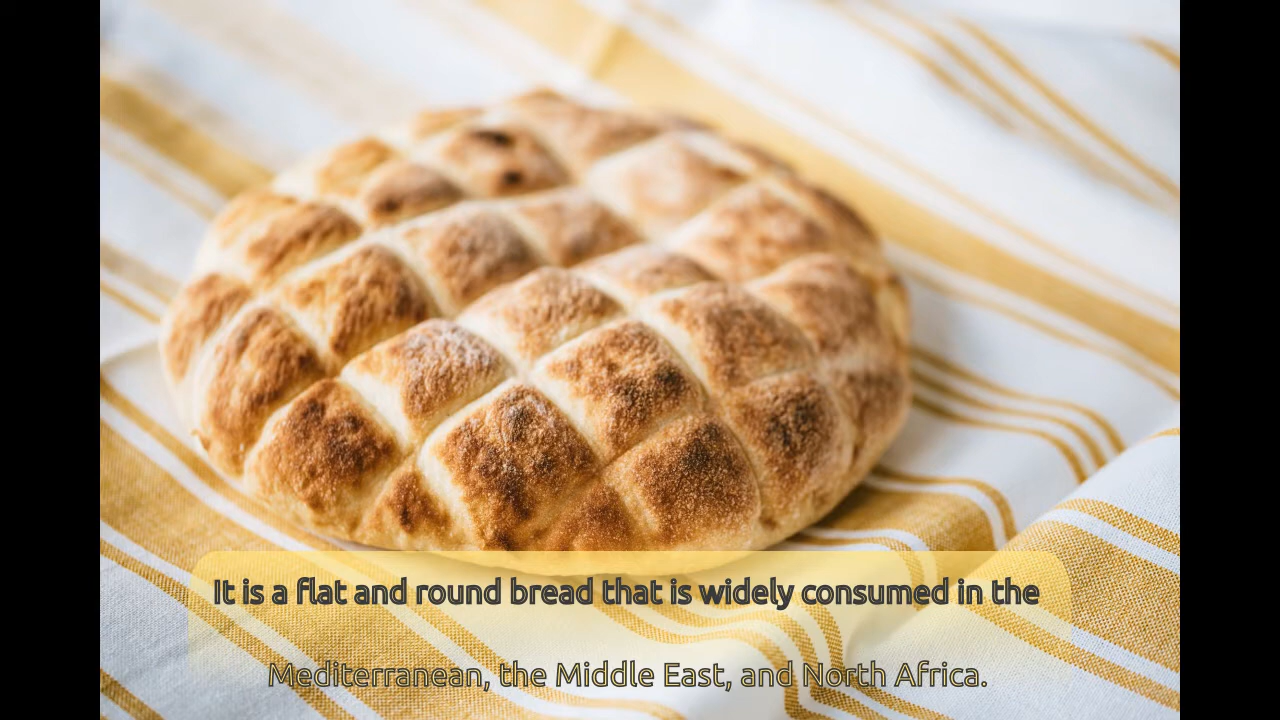 It is a flat and round bread that is widely consumed in the
Mediterranean, the Middle East, and North Africa.